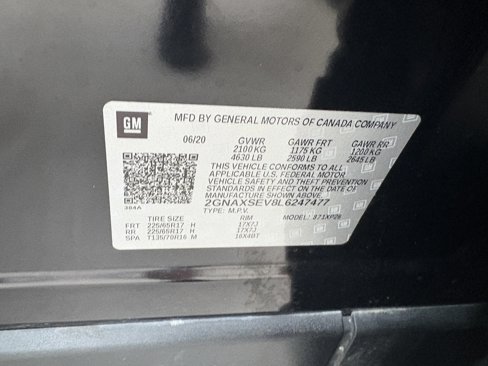 GM
MFD BY GENERAL MOTORS OF CANADA COMPANY
06/20 GVWR GAWR FRT GAWR RR
2100 KG 1175 KG 1200 KG
4630 LB 2590 LB 2645 LB
THIS VEHICLE CONFORMS TO ALL
APPLICABLE U.S. FEDERAL MOTOR
VEHICLE SAFETY AND THEFT PREVENTION
STANDARDS IN EFFECT ON THE DATE OF
MANUFACTURE SHOWN ABOVE.
2GNAXSEV8L6247477
TYPE: M.P.V. MODEL:
TIRE SIZE RIM
FRT 225/65R17 H 17X7J
RR 225/65R17 H 17X7J
SPA T135/70R16 M 16X4BT